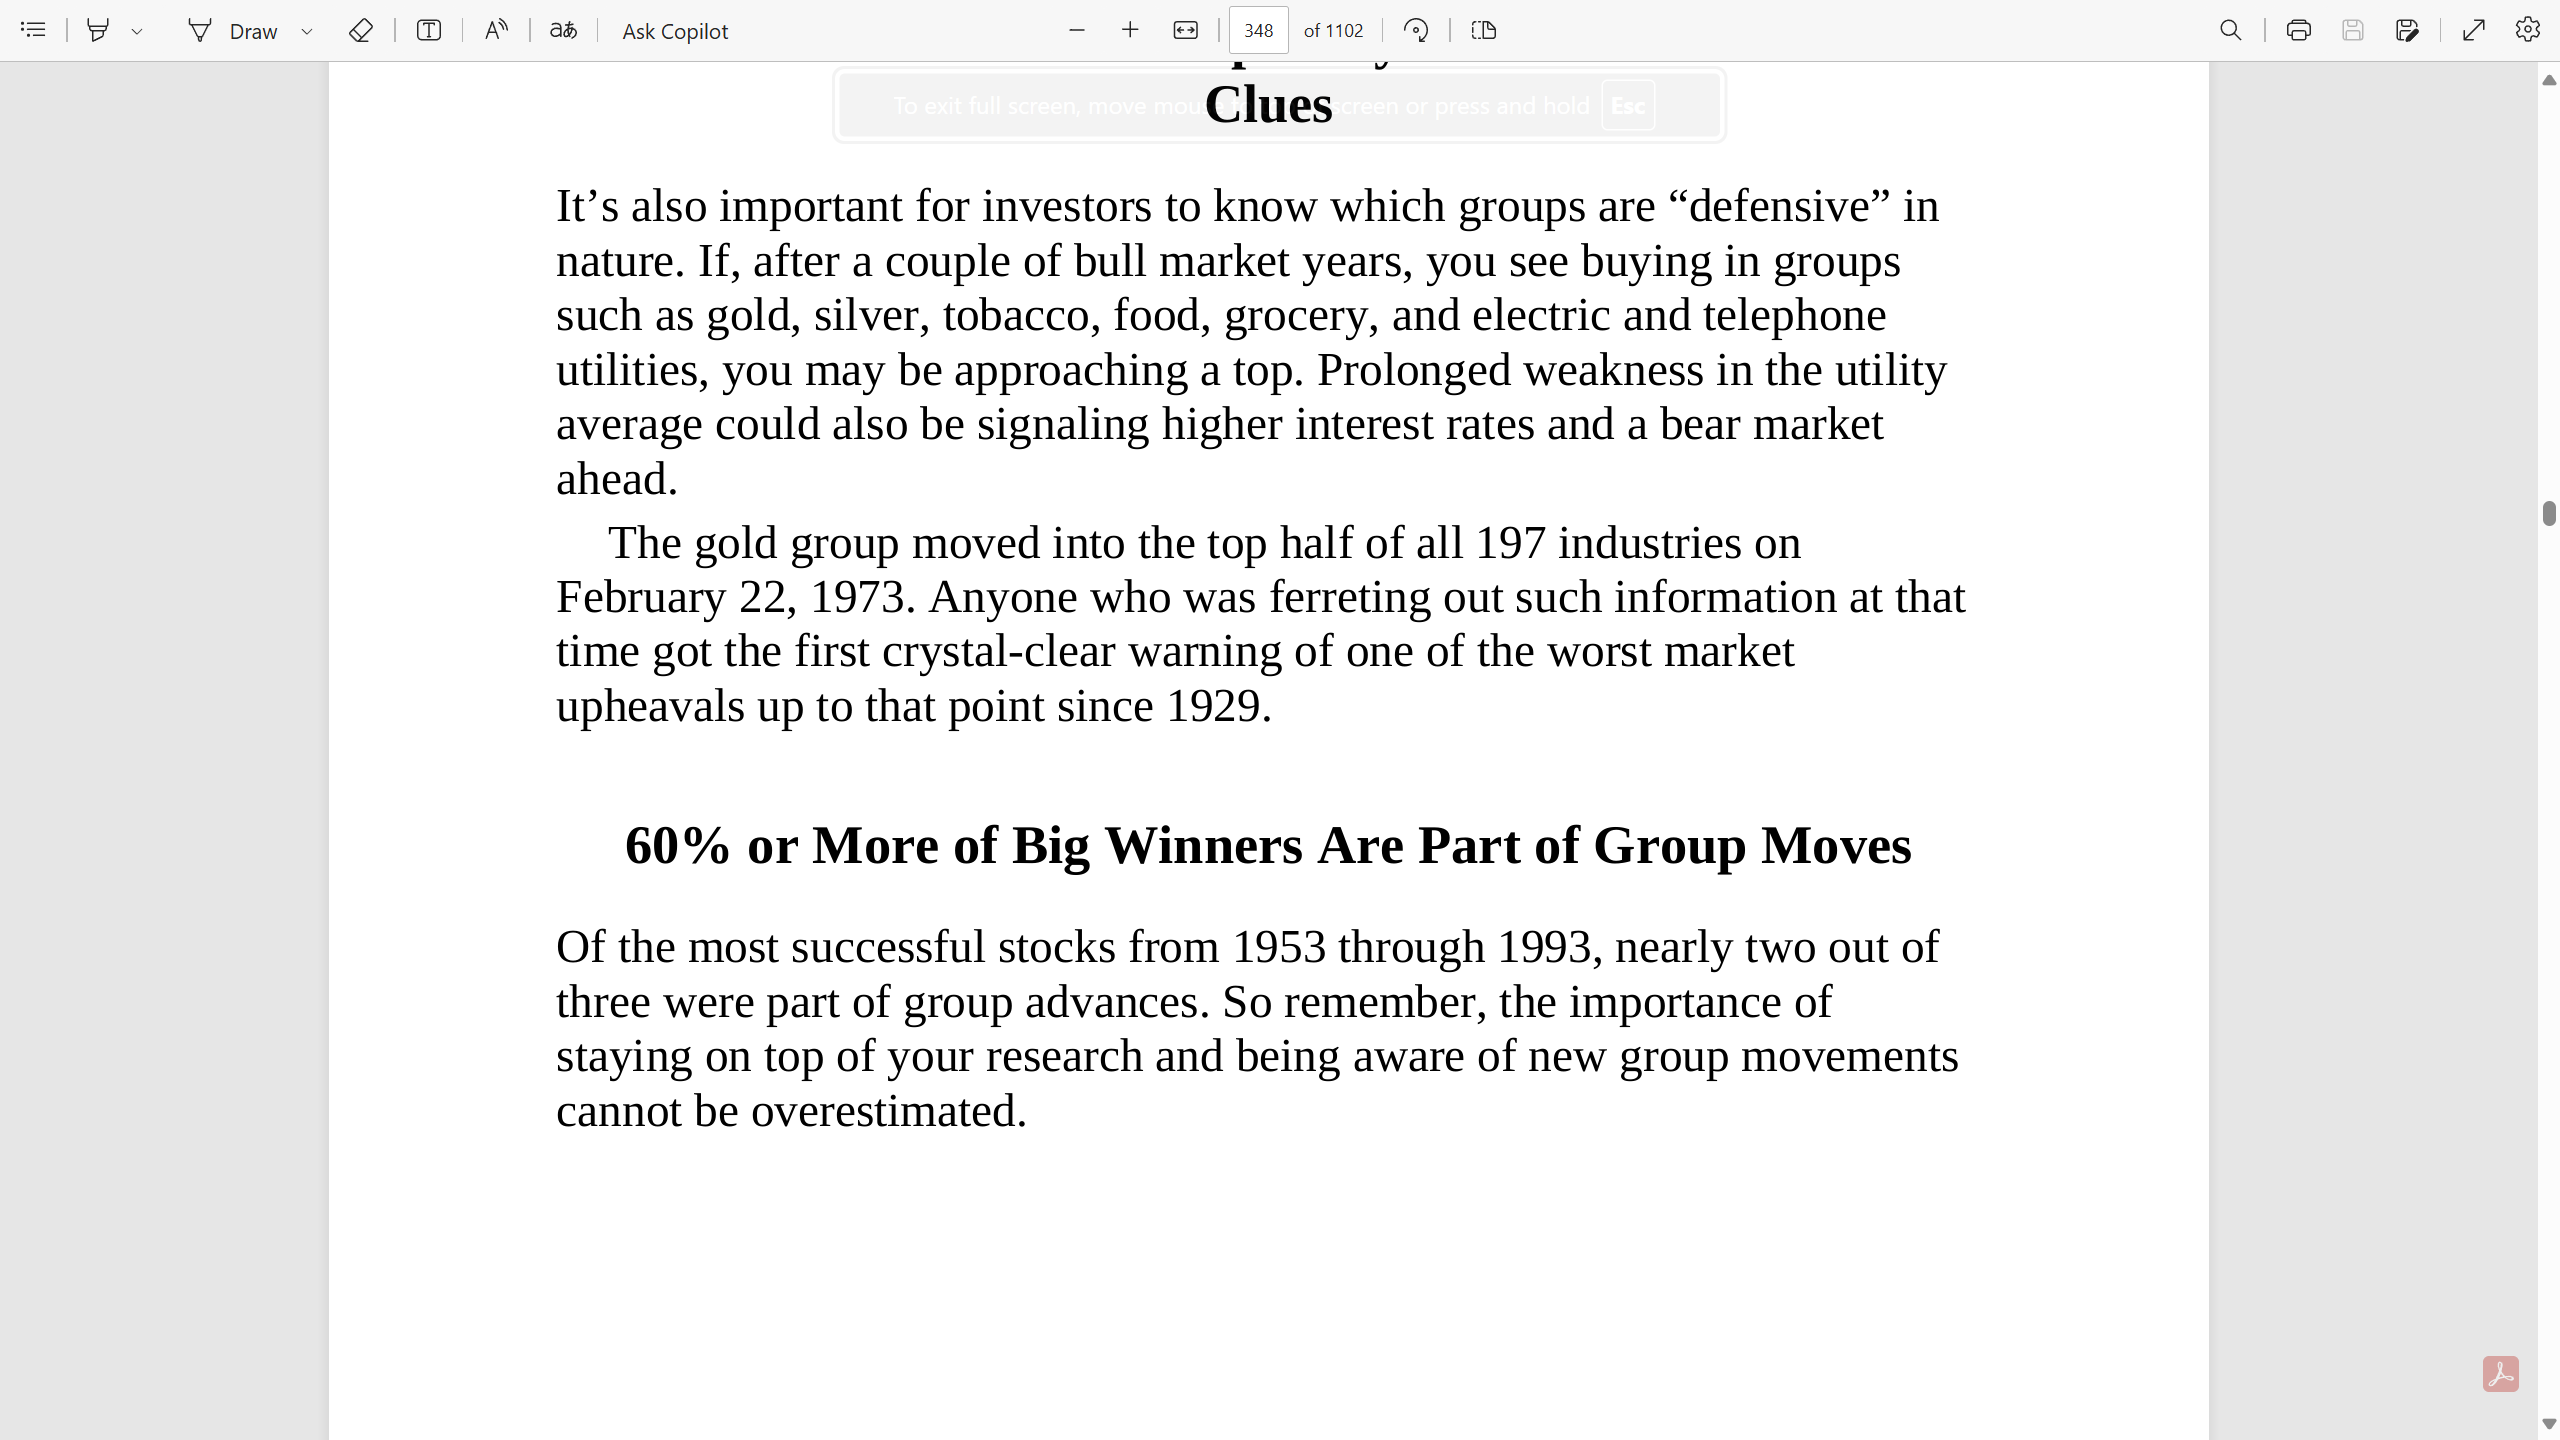 Draw
aあ
Ask Copilot
348 of 1102
Clues
To exit full screen, move mouse screen or press and hold Esc
It’s also important for investors to know which groups are “defensive” in
nature. If, after a couple of bull market years, you see buying in groups
such as gold, silver, tobacco, food, grocery, and electric and telephone
utilities, you may be approaching a top. Prolonged weakness in the utility
average could also be signaling higher interest rates and a bear market
ahead.
The gold group moved into the top half of all 197 industries on
February 22, 1973. Anyone who was ferreting out such information at that
time got the first crystal-clear warning of one of the worst market
upheavals up to that point since 1929.
60% or More of Big Winners Are Part of Group Moves
Of the most successful stocks from 1953 through 1993, nearly two out of
three were part of group advances. So remember, the importance of
staying on top of your research and being aware of new group movements
cannot be overestimated.